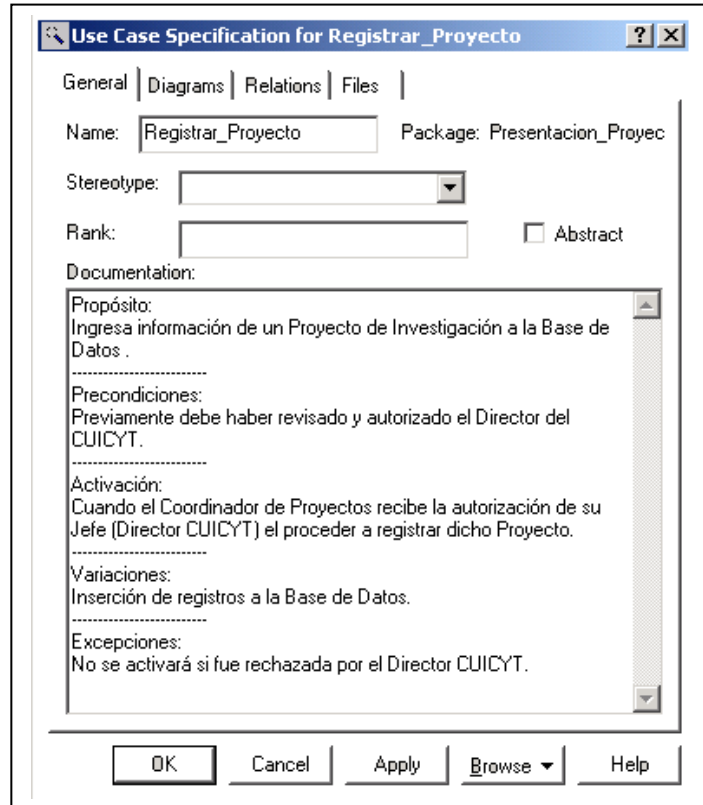 Use Case Specification for Registrar_Proyecto
General Diagrams Relations Files
Name: Registrar_Proyecto Package: Presentacion_Proyec
Stereotype:
Rank: Abstract
Documentation:
Propósito:
Ingresa información de un Proyecto de Investigación a la Base de
Datos .
--------------------------
Precondiciones:
Previamente debe haber revisado y autorizado el Director del
CUICYT.
--------------------------
Activación:
Cuando el Coordinador de Proyectos recibe la autorización de su
Jefe (Director CUICYT) el proceder a registrar dicho Proyecto.
--------------------------
Variaciones:
Inserción de registros a la Base de Datos.
--------------------------
Excepciones:
No se activará si fue rechazada por el Director CUICYT.
OK Cancel Apply Browse Help